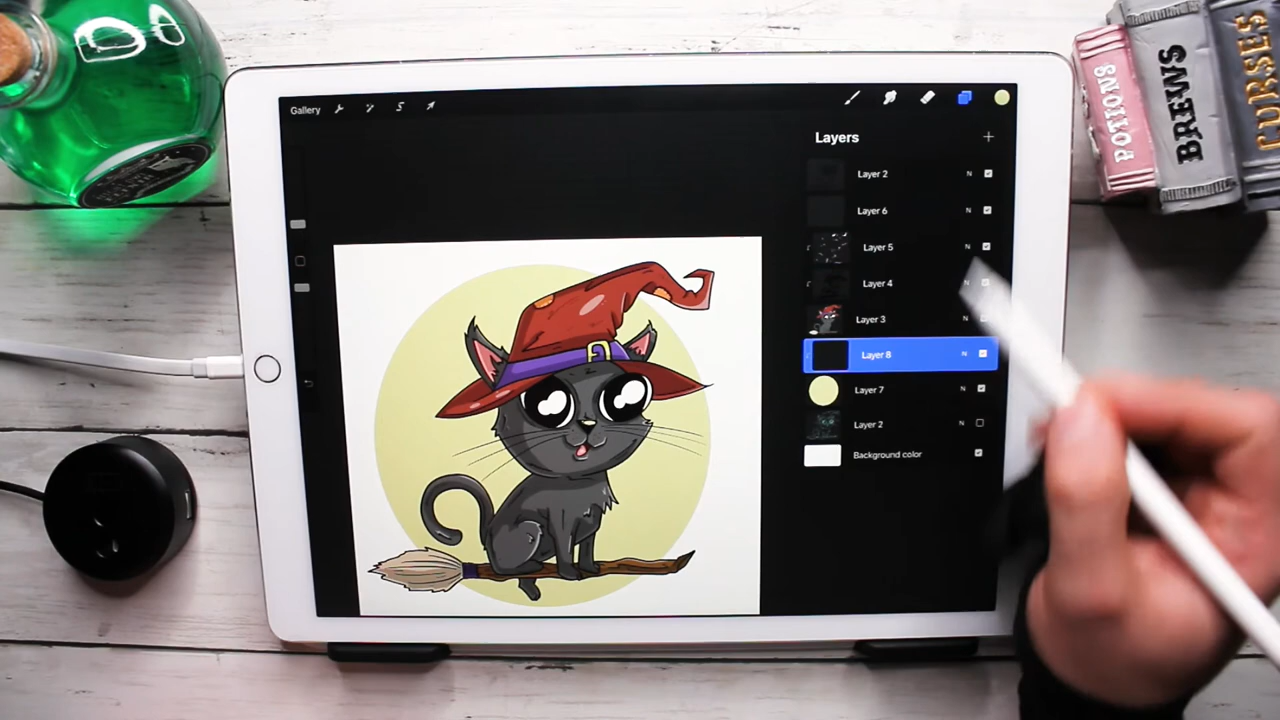 Gallery
Layers
Layer 2
N
Layer 6
N
Layer 5
N
Layer 4
N
Layer 3
Layer 8
N
Layer 7
N
Layer 2
N
Background color
POTIONS
BREWS
CURSES